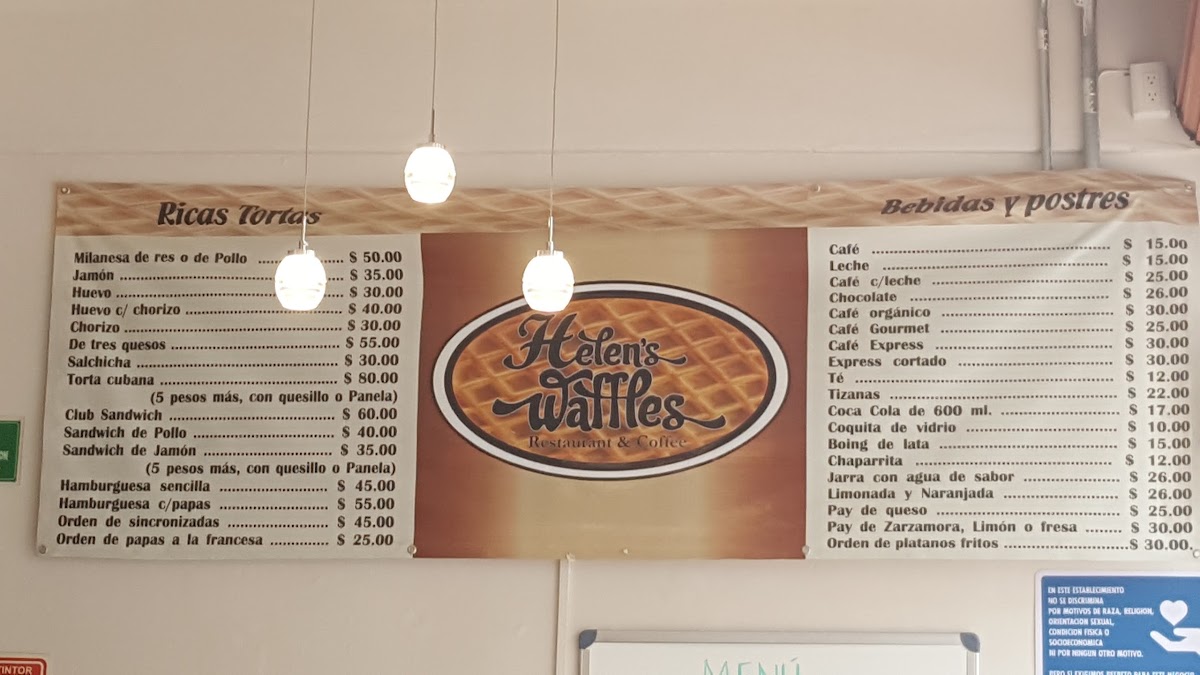 Ricas Tortas
Milanesa de res o de Pollo .................. $ 50.00
Jamón .................. $ 35.00
Huevo .................. $ 30.00
Huevo c/ chorizo .................. $ 40.00
Chorizo .................. $ 30.00
De tres quesos .................. $ 55.00
Salchicha .................. $ 30.00
Torta cubana .................. $ 80.00
(5 pesos más, con quesillo o Panela)
Club Sandwich .................. $ 60.00
Sandwich de Pollo .................. $ 40.00
Sandwich de Jamón .................. $ 35.00
(5 pesos más, con quesillo o Panela)
Hamburguesa sencilla .................. $ 45.00
Hamburguesa c/papas .................. $ 55.00
Orden de sincronizadas .................. $ 45.00
Orden de papas a la francesa ............. $ 25.00
Helen's
Waffles
Restaurant & Coffee
Bebidas y postres
Café .................. $ 15.00
Leche .................. $ 15.00
Café c/leche .................. $ 25.00
Chocolate .................. $ 26.00
Café orgánico .................. $ 30.00
Café Gourmet .................. $ 25.00
Café Express .................. $ 30.00
Express cortado .................. $ 30.00
Té .................. $ 12.00
Tizanas .................. $ 22.00
Coca Cola de 600 ml. .................. $ 17.00
Coquita de vidrio .................. $ 10.00
Boing de lata .................. $ 15.00
Chaparrita .................. $ 12.00
Jarra con agua de sabor .................. $ 26.00
Limonada y Naranjada .................. $ 26.00
Pay de queso .................. $ 25.00
Pay de Zarzamora, Limón o fresa ........ $ 30.00
Orden de platanos fritos .................. $ 30.00.
EN ESTE ESTABLECIMIENTO
NO SE DISCRIMINA
POR MOTIVOS DE RAZA, RELIGION,
ORIENTACION SEXUAL,
CONDICION FISICA O
SOCIOECONOMICA
NI POR NINGUN OTRO MOTIVO.
MENÚ
TINTOR